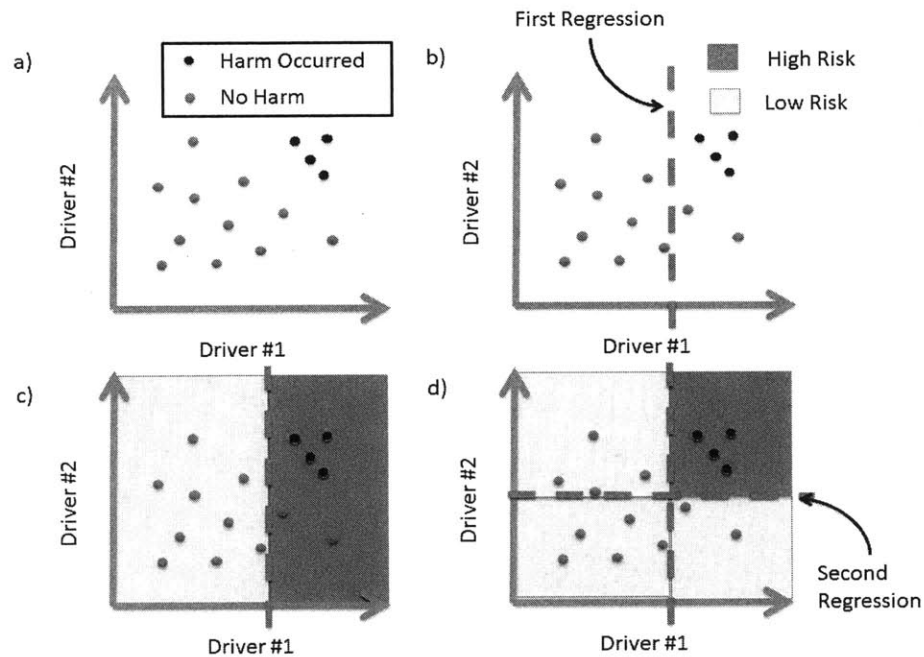 a)
Harm Occurred
No Harm
Driver #2
Driver #1
First Regression
b)
High Risk
Low Risk
Driver #2
Driver #1
c)
Driver #2
Driver #1
d)
Driver #2
Driver #1
Second
Regression